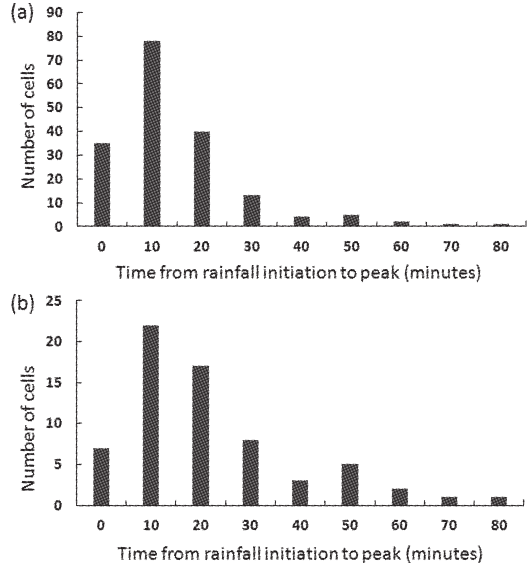 (a)
90
80
70
60
50
40
30
20
10
0
Number of cells
0 10 20 30 40 50 60 70 80
Time from rainfall initiation to peak (minutes)
(b)
25
20
15
10
5
0
Number of cells
0 10 20 30 40 50 60 70 80
Time from rainfall initiation to peak (minutes)